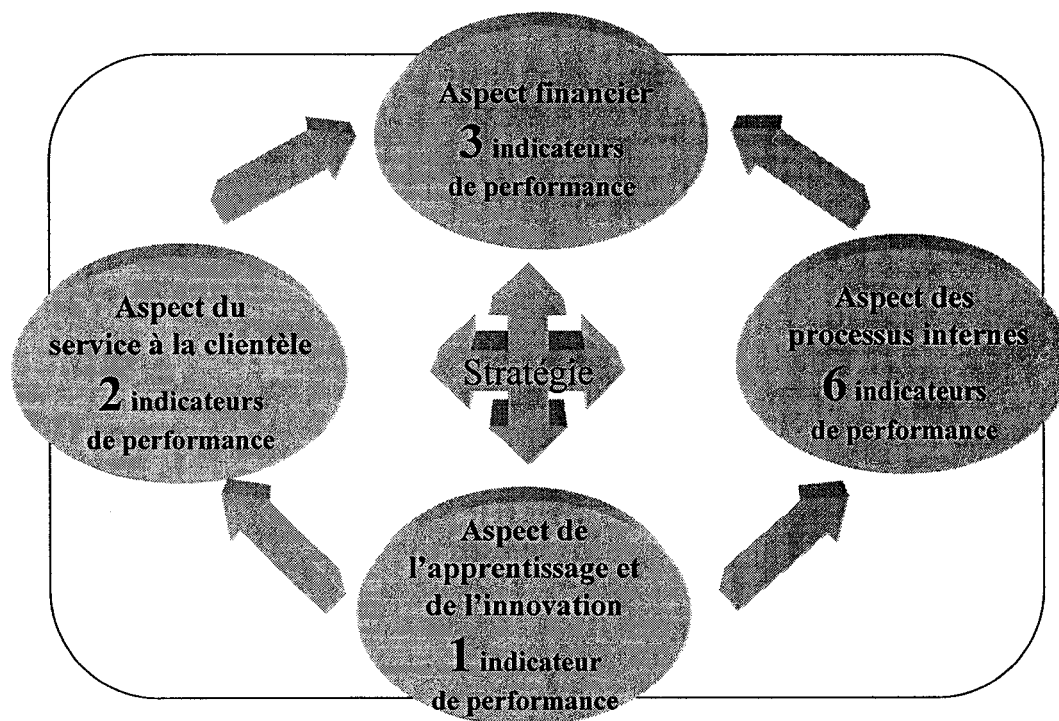 Aspect financier
3 indicateurs
de performance
Aspect du
service à la clientèle
2 indicateurs
de performance
Stratégie
Aspect des
processus internes
6 indicateurs
de performance
Aspect de
l'apprentissage et
de l'innovation
1 indicateur
de performance